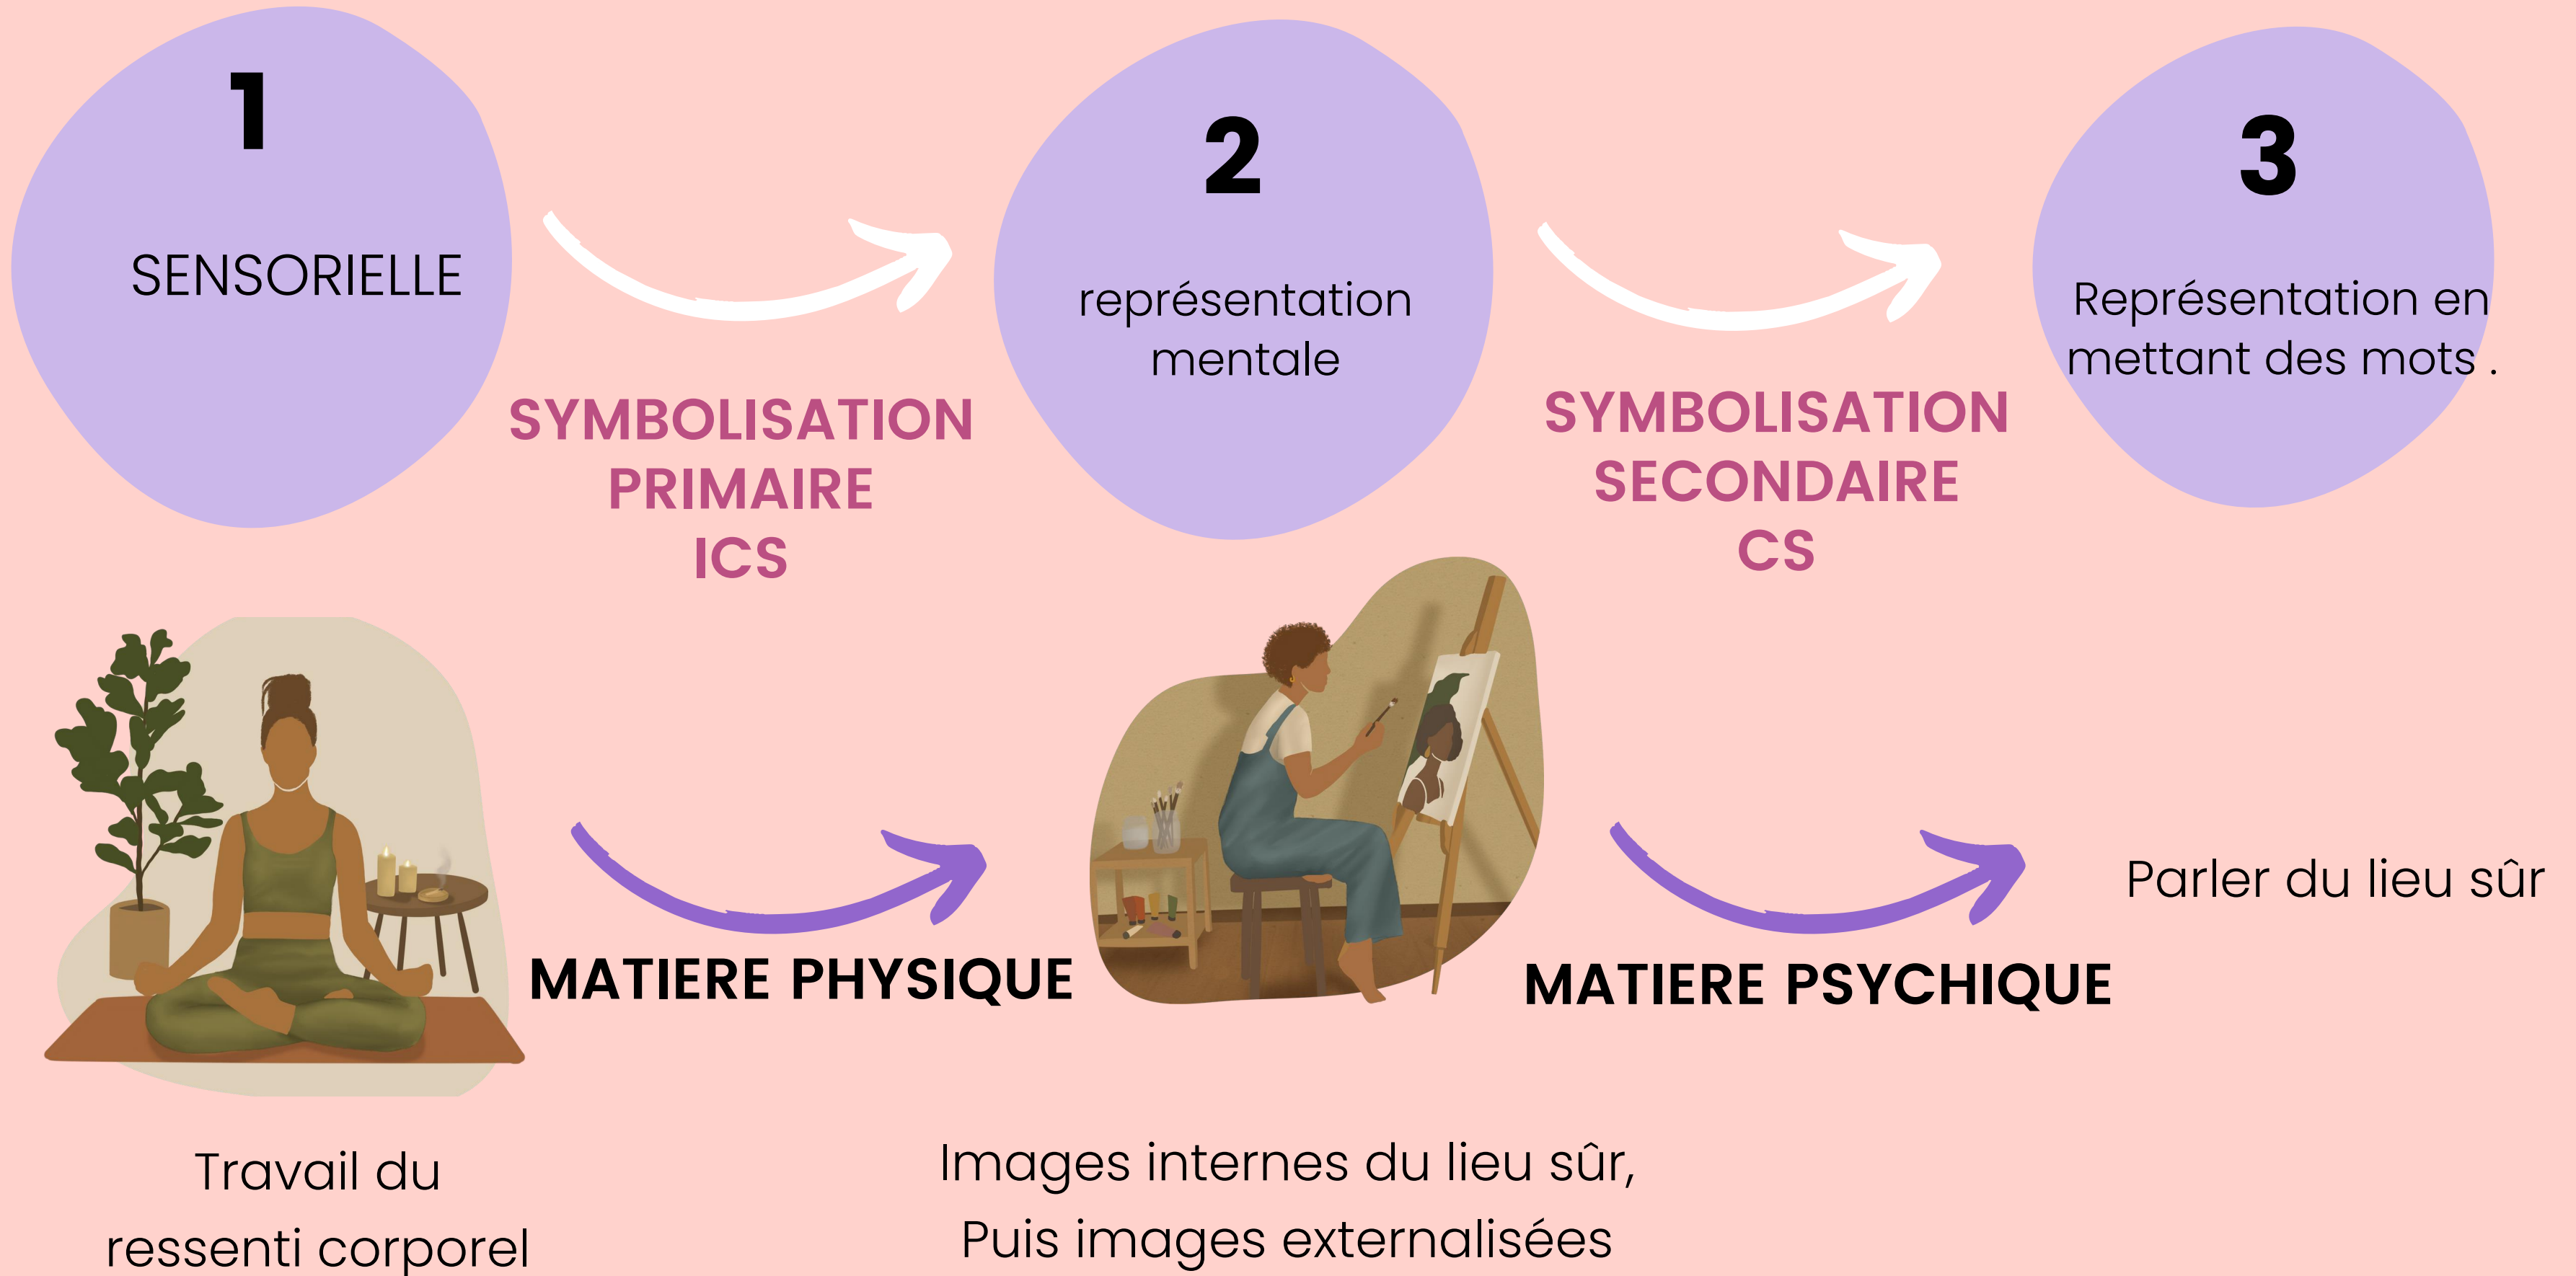 1
SENSORIELLE
SYMBOLISATION
PRIMAIRE
ICS
2
représentation
mentale
SYMBOLISATION
SECONDAIRE
CS
3
Représentation en
mettant des mots .
MATIERE PHYSIQUE
MATIERE PSYCHIQUE
Parler du lieu sûr
Travail du
ressenti corporel
Images internes du lieu sûr,
Puis images externalisées